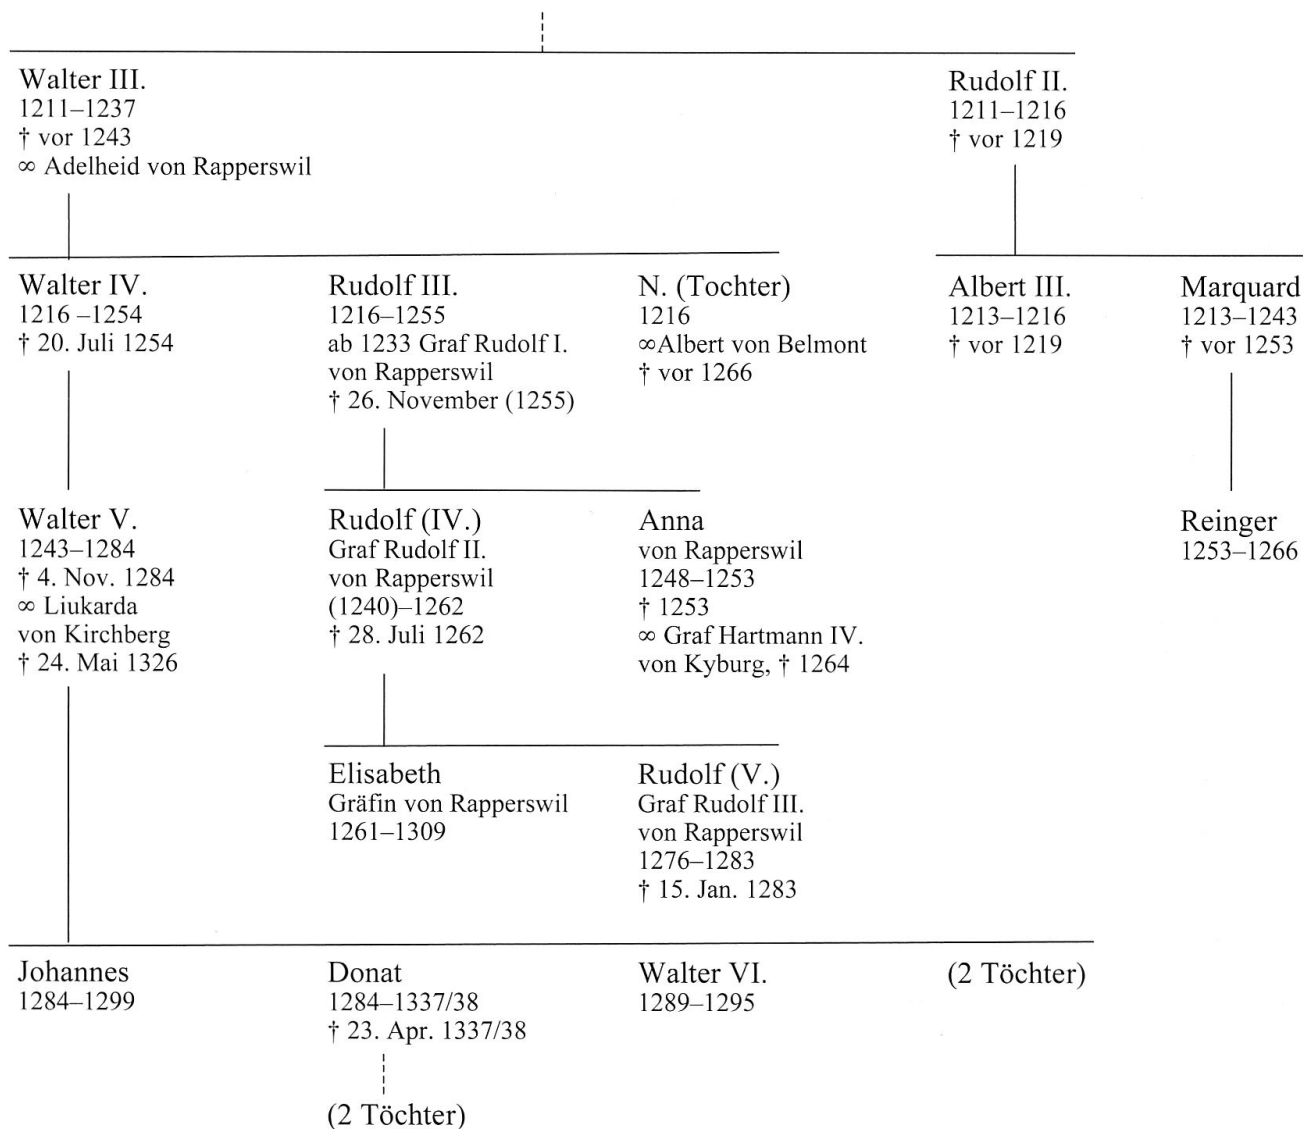 Walter III.
1211–1237
† vor 1243
∞ Adelheid von Rapperswil
Rudolf II.
1211–1216
† vor 1219
Walter IV.
1216 –1254
† 20. Juli 1254
Rudolf III.
1216–1255
ab 1233 Graf Rudolf I.
von Rapperswil
† 26. November (1255)
N. (Tochter)
1216
∞Albert von Belmont
† vor 1266
Albert III.
1213–1216
† vor 1219
Marquard
1213–1243
† vor 1253
Walter V.
1243–1284
† 4. Nov. 1284
∞ Liukarda
von Kirchberg
† 24. Mai 1326
Rudolf (IV.)
Graf Rudolf II.
von Rapperswil
(1240)–1262
† 28. Juli 1262
Anna
von Rapperswil
1248–1253
† 1253
∞ Graf Hartmann IV.
von Kyburg, † 1264
Reinger
1253–1266
Elisabeth
Gräfin von Rapperswil
1261–1309
Rudolf (V.)
Graf Rudolf III.
von Rapperswil
1276–1283
† 15. Jan. 1283
Johannes
1284–1299
Donat
1284–1337/38
† 23. Apr. 1337/38
Walter VI.
1289–1295
(2 Töchter)
(2 Töchter)